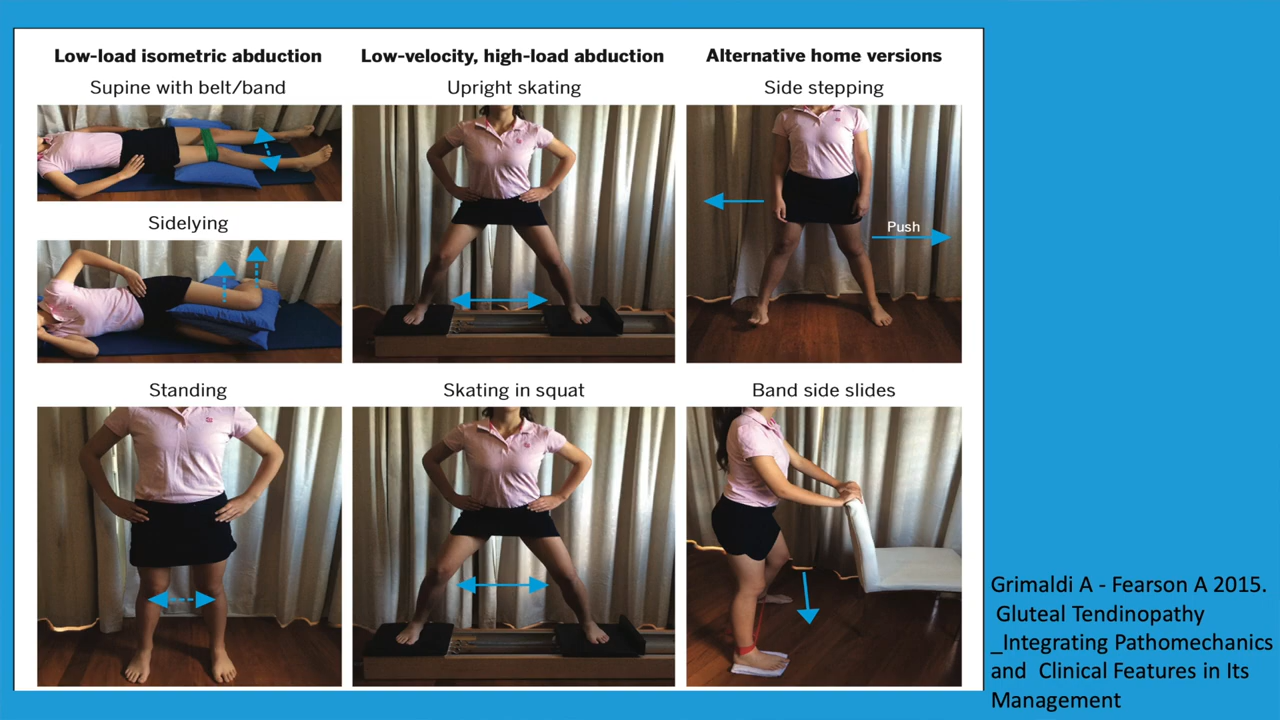 Low-load isometric abduction
Supine with belt/band
Sidelying
Standing
Low-velocity, high-load abduction
Upright skating
Skating in squat
Alternative home versions
Side stepping
Push
Band side slides
Grimaldi A - Fearson A 2015.
Gluteal Tendinopathy
_Integrating Pathomechanics
and Clinical Features in Its
Management